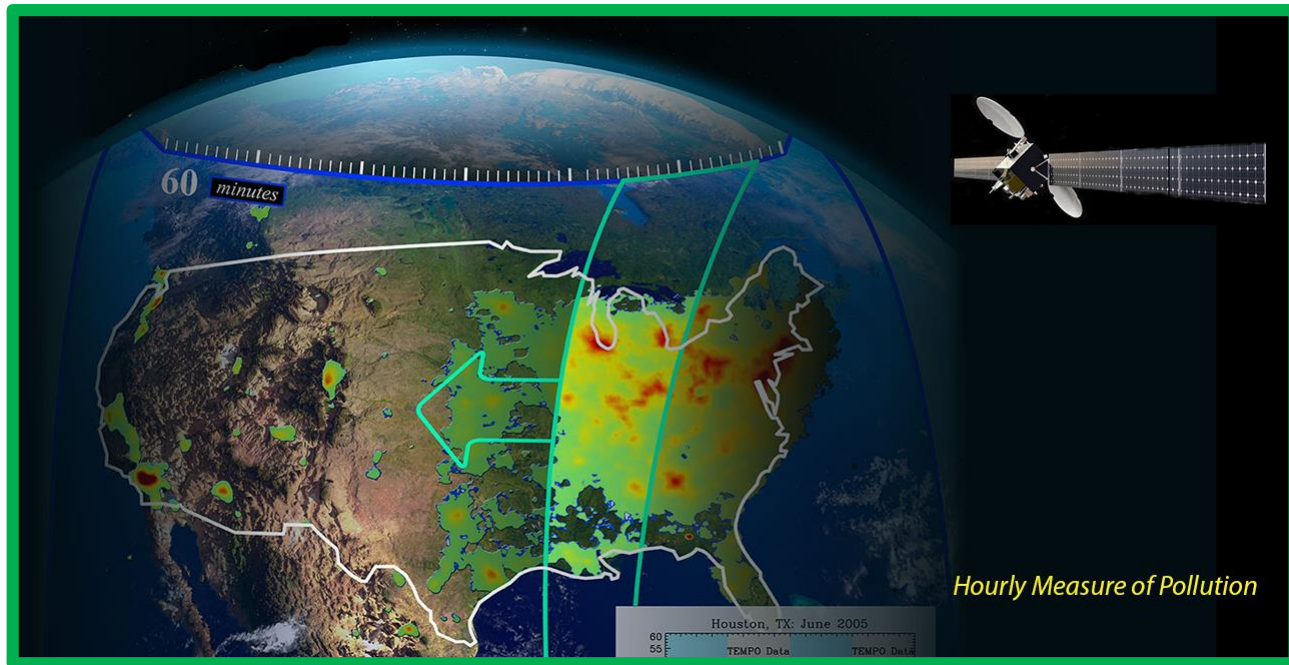 60 minutes
Hourly Measure of Pollution
Houston, TX: June 2005
60
55
TEMPO Data TEMPO Data